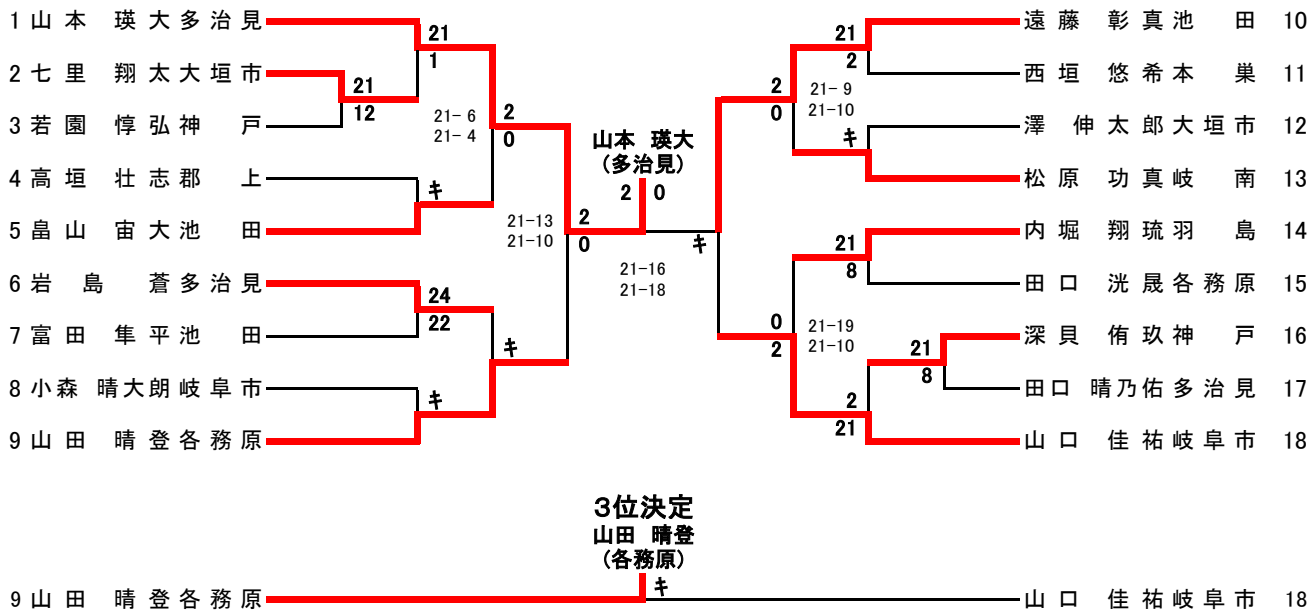 1 山本 瑛大 多治見
21
1
2 七里 翔太 大垣市
21
12
3 若園 惇弘 神戸
21- 6
21- 4
2
0
4 高垣 壮志 郡上
キ
5 畠山 宙大 池田
21-13
21-10
2
0
6 岩島 蒼 多治見
24
22
7 富田 隼平 池田
キ
8 小森 晴大朗 岐阜市
キ
9 山田 晴登 各務原
山本 瑛大
(多治見)
2 0
21-16
21-18
遠藤 彰真 池田 10
21
2
西垣 悠希 本巣 11
2
0
21- 9
21-10
澤 伸太郎 大垣市 12
キ
松原 功真 岐南 13
キ
内堀 翔琉 羽島 14
21
8
田口 洸晟 各務原 15
0
2
21-19
21-10
深貝 侑玖 神戸 16
21
8
田口 晴乃佑 多治見 17
2
21
山口 佳祐 岐阜市 18
3位決定
山田 晴登
(各務原)
キ
9 山田 晴登 各務原
山口 佳祐 岐阜市 18